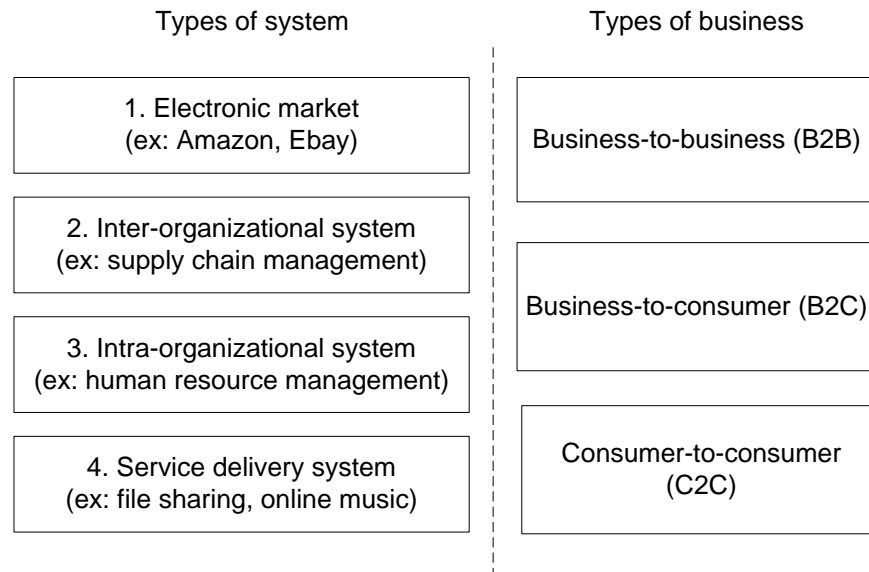 Types of system
1. Electronic market
(ex: Amazon, Ebay)
2. Inter-organizational system
(ex: supply chain management)
3. Intra-organizational system
(ex: human resource management)
4. Service delivery system
(ex: file sharing, online music)
Types of business
Business-to-business (B2B)
Business-to-consumer (B2C)
Consumer-to-consumer
(C2C)